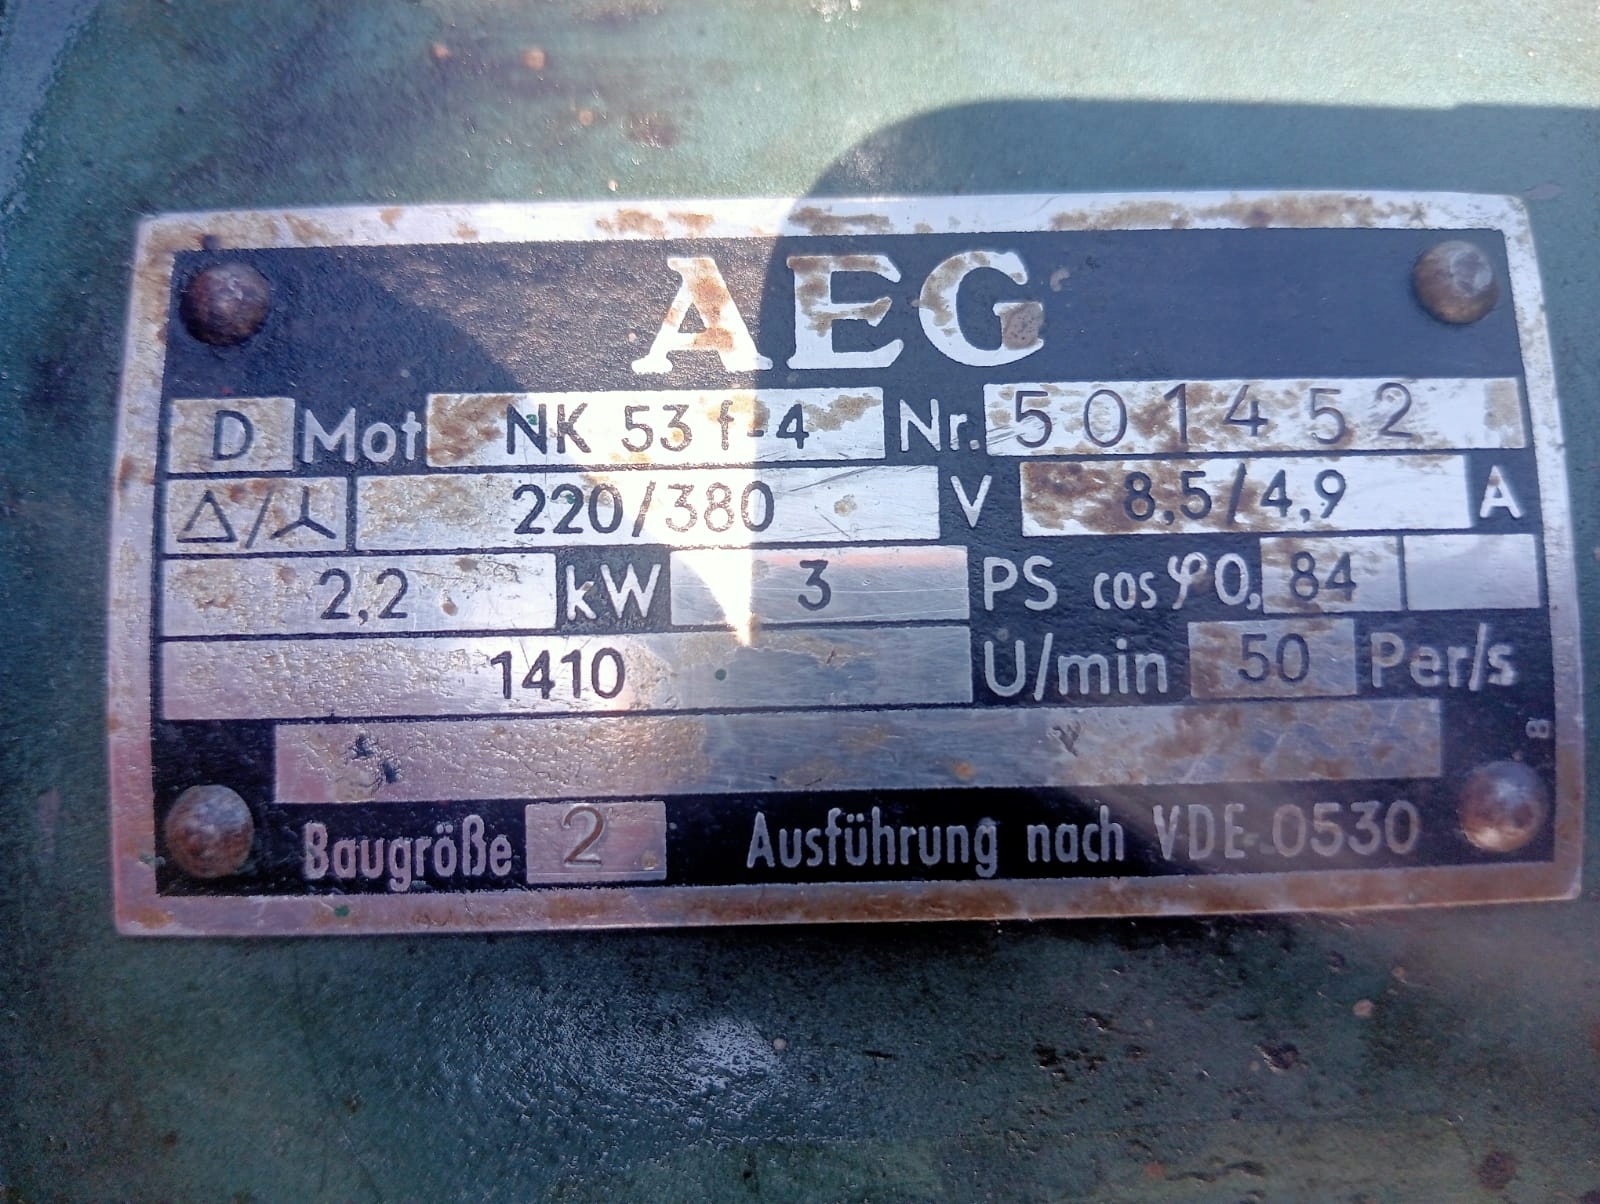 AEG
D Mot NK 53 f-4 Nr. 501452
△/⅄ 220/380 V 8,5/4,9 A
2,2 kW 3 PS cos φ 0, 84
1410 U/min 50 Per/s
8
Baugröße 2 Ausführung nach VDE 0530